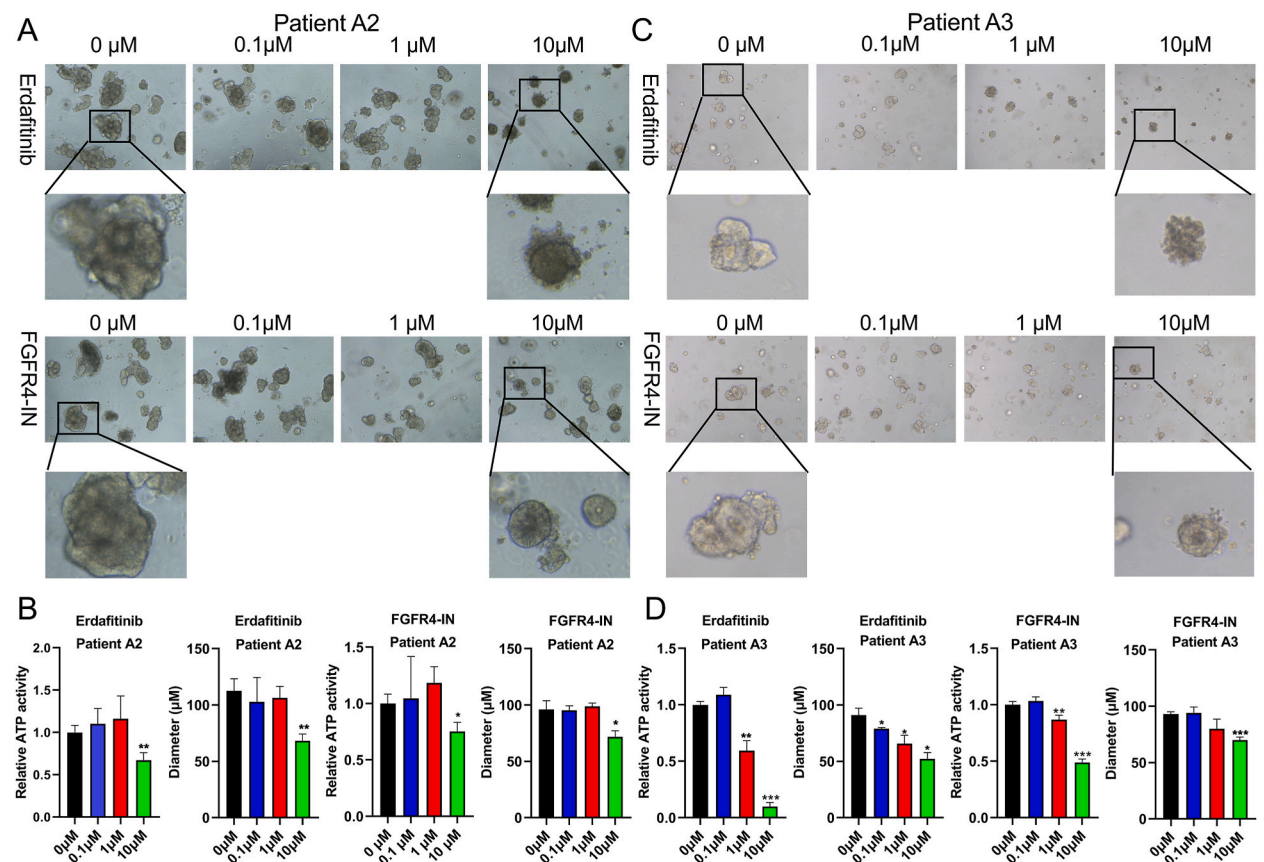 A
Patient A2
0 µM
0.1µM
1 µM
10µM
Erdafitinib
0 µM
0.1µM
1 µM
10µM
FGFR4-IN
C
Patient A3
0 µM
0.1µM
1 µM
10µM
Erdafitinib
0 µM
0.1µM
1 µM
10µM
FGFR4-IN
B
Erdafitinib
Patient A2
Relative ATP activity
2.0
1.5
1.0
0.5
0.0
**
0µM
0.1µM
1µM
10µM
Erdafitinib
Patient A2
Diameter (µM)
150
100
50
0
**
0µM
0.1µM
1µM
10µM
FGFR4-IN
Patient A2
Relative ATP activity
1.5
1.0
0.5
0.0
*
0 µM
0.1 µM
1 µM
10 µM
FGFR4-IN
Patient A2
Diameter (µM)
150
100
50
0
*
0µM
0.1µM
1µM
10µM
D
Erdafitinib
Patient A3
Relative ATP activity
1.5
1.0
0.5
0.0
**
***
0µM
0.1µM
1µM
10µM
Erdafitinib
Patient A3
Diameter (µM)
150
100
50
0
*
*
*
0µM
0.1µM
1µM
10µM
FGFR4-IN
Patient A3
Relative ATP activity
1.5
1.0
0.5
0.0
**
***
0µM
0.1µM
1µM
10µM
FGFR4-IN
Patient A3
Diameter (µM)
150
100
50
0
***
0µM
0.1µM
1µM
10µM